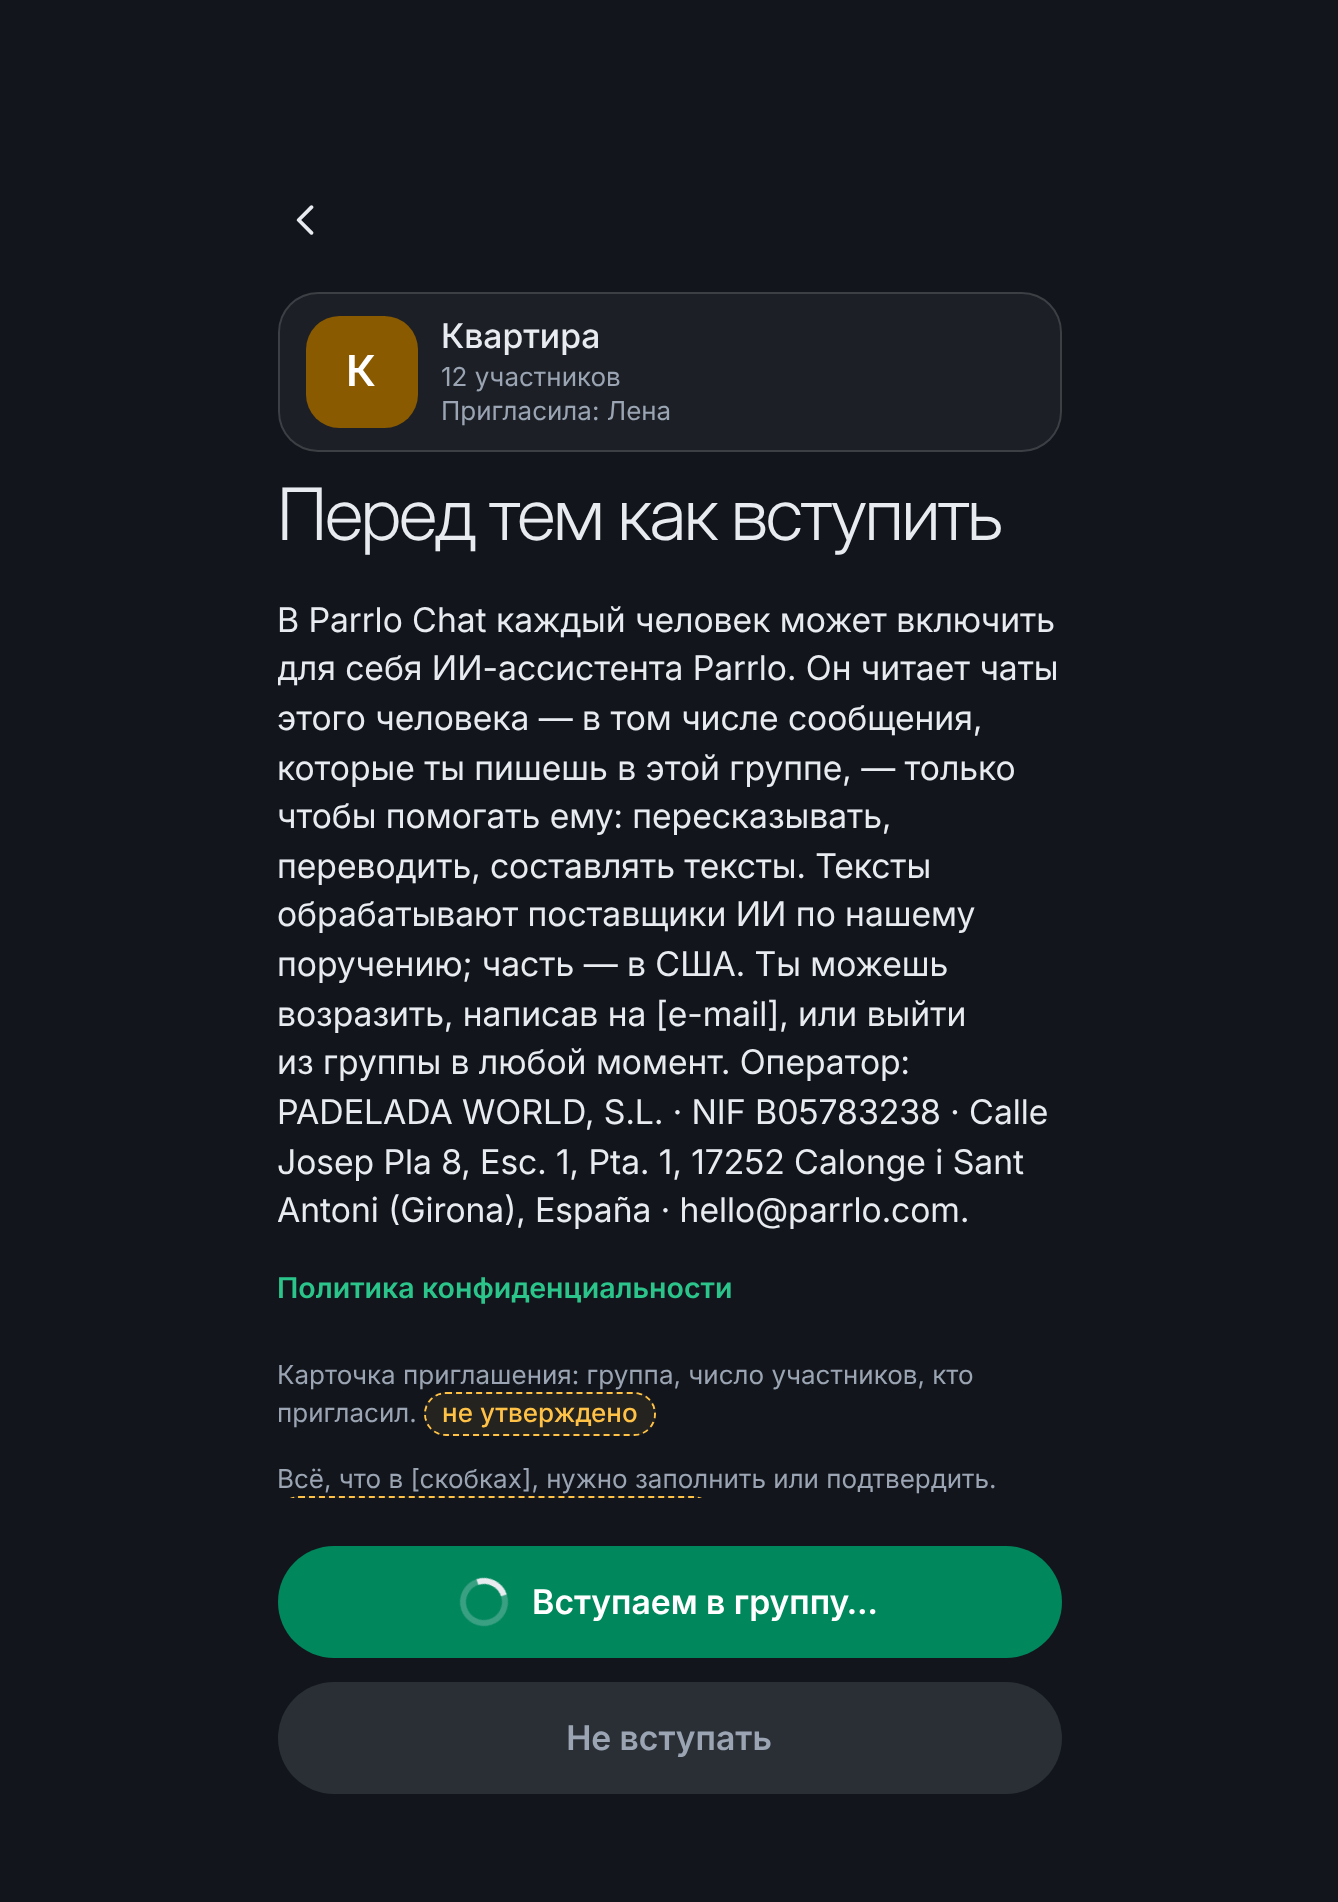 К
Квартира
12 участников
Пригласила: Лена
Перед тем как вступить
В Parrlo Chat каждый человек может включить
для себя ИИ-ассистента Parrlo. Он читает чаты
этого человека — в том числе сообщения,
которые ты пишешь в этой группе, — только
чтобы помогать ему: пересказывать,
переводить, составлять тексты. Тексты
обрабатывают поставщики ИИ по нашему
поручению; часть — в США. Ты можешь
возразить, написав на [e-mail], или выйти
из группы в любой момент. Оператор:
PADELADA WORLD, S.L. · NIF B05783238 · Calle
Josep Pla 8, Esc. 1, Pta. 1, 17252 Calonge i Sant
Antoni (Girona), España · hello@parrlo.com.
Политика конфиденциальности
Карточка приглашения: группа, число участников, кто
пригласил. не утверждено
Всё, что в [скобках], нужно заполнить или подтвердить.
Вступаем в группу...
Не вступать